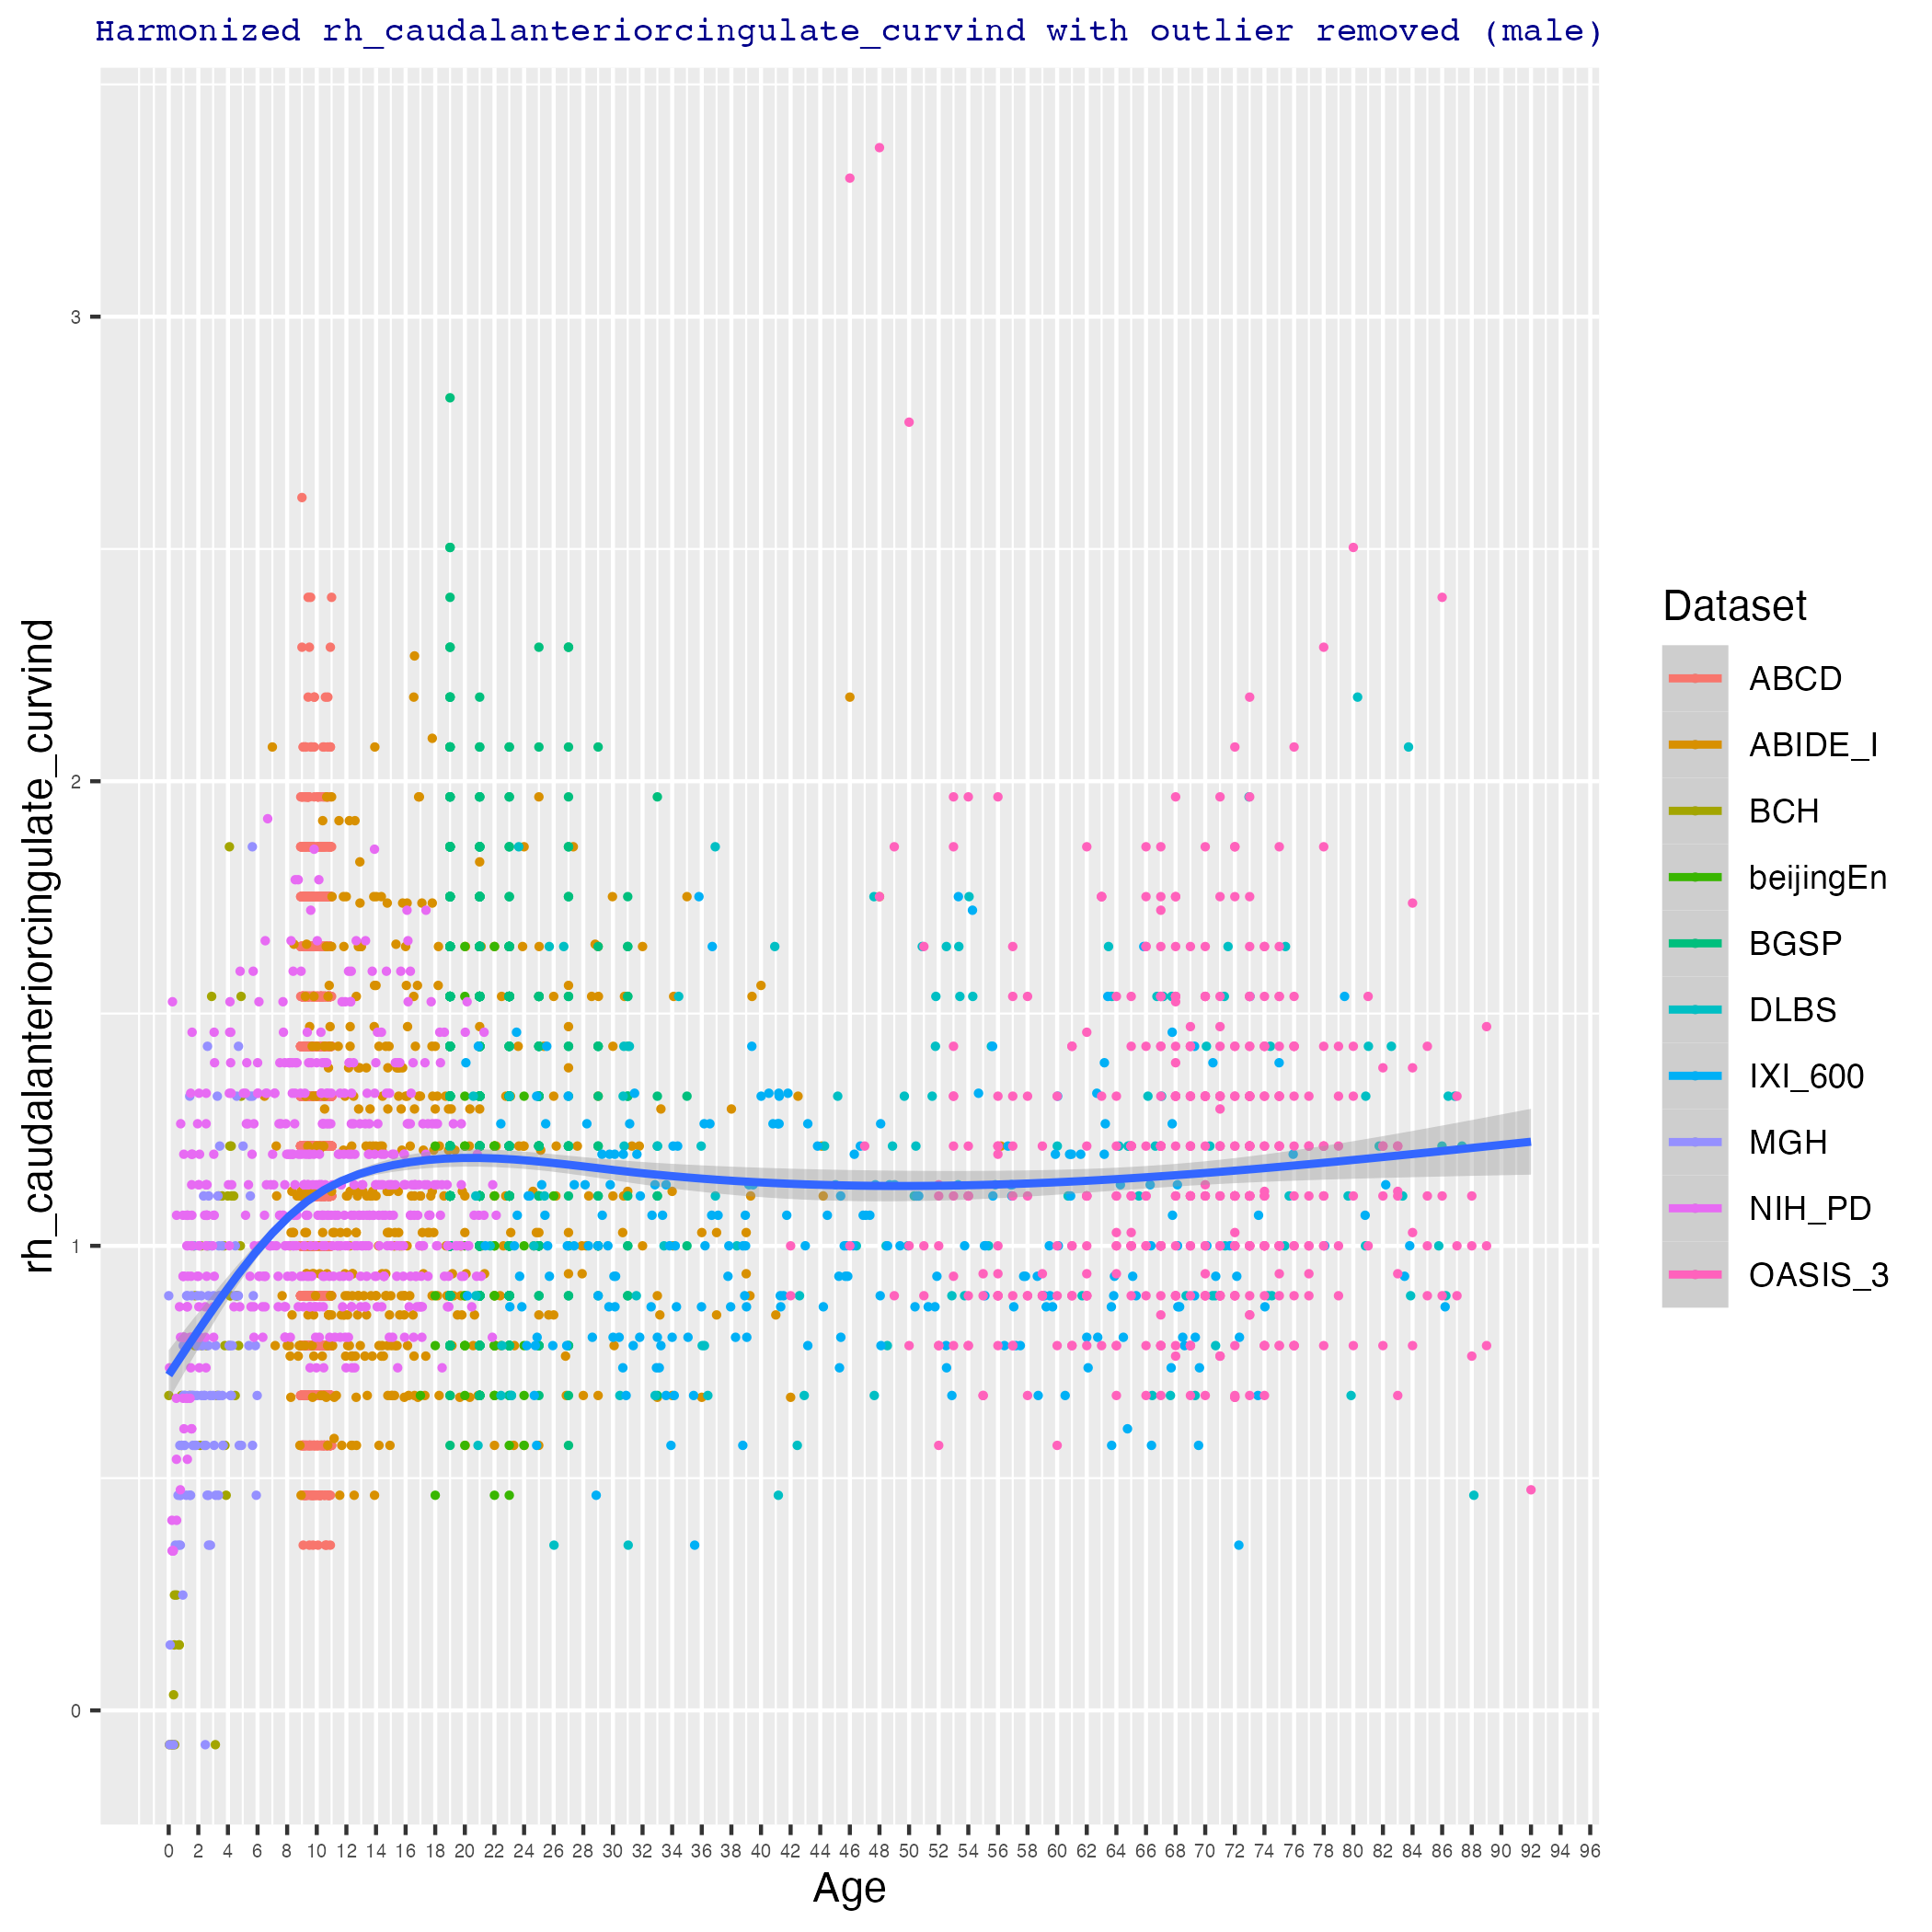 Harmonized rh_caudalanteriorcingulate_curvind with outlier removed (male)
rh_caudalanteriorcingulate_curvind
3
2
1
0
0 2 4 6 8 10 12 14 16 18 20 22 24 26 28 30 32 34 36 38 40 42 44 46 48 50 52 54 56 58 60 62 64 66 68 70 72 74 76 78 80 82 84 86 88 90 92 94 96
Age
Dataset
ABCD
ABIDE_I
BCH
beijingEn
BGSP
DLBS
IXI_600
MGH
NIH_PD
OASIS_3